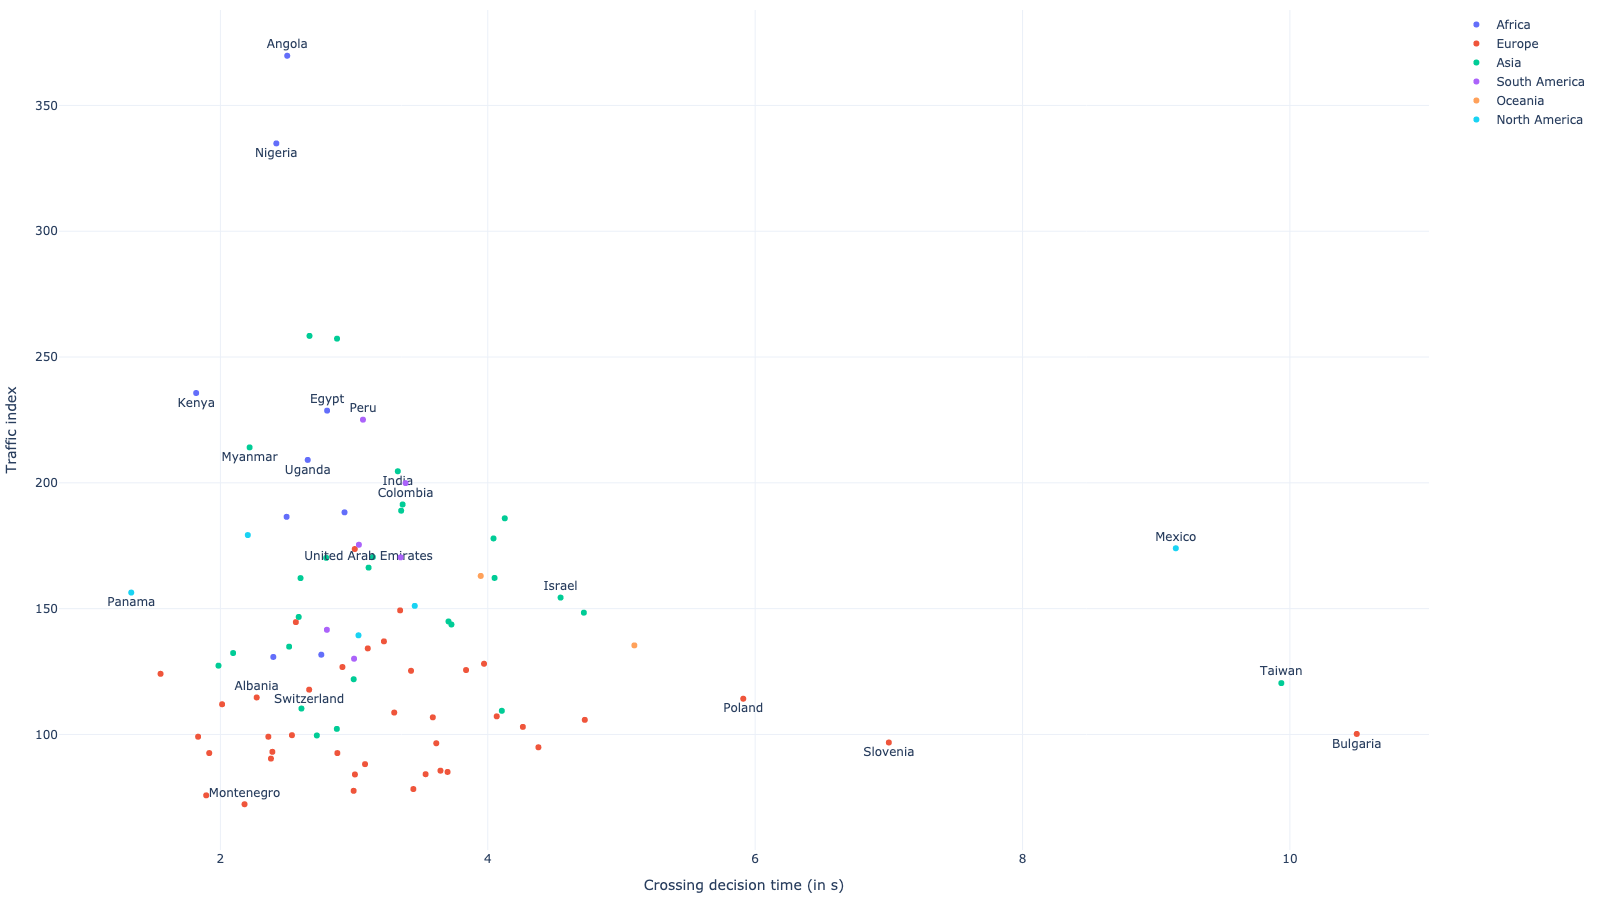 Angola
Nigeria
Kenya
Egypt
Peru
Myanmar
Uganda
India
Colombia
United Arab Emirates
Mexico
Israel
Panama
Taiwan
Albania
Switzerland
Poland
Bulgaria
Slovenia
Montenegro
350
300
250
200
150
100
Traffic index
2
4
6
8
10
Crossing decision time (in s)
Africa
Europe
Asia
South America
Oceania
North America